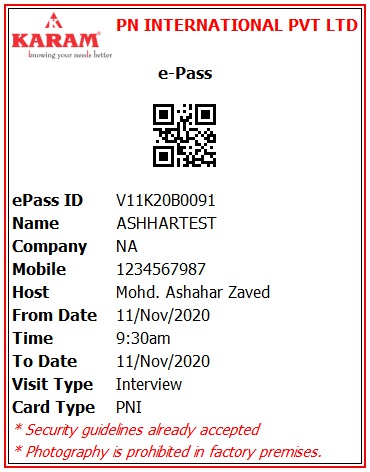 PN INTERNATIONAL PVT LTD
KARAM®
knowing your needs better
e-Pass
ePass ID V11K20B0091
Name ASHHARTEST
Company NA
Mobile 1234567987
Host Mohd. Ashahar Zaved
From Date 11/Nov/2020
Time 9:30am
To Date 11/Nov/2020
Visit Type Interview
Card Type PNI
* Security guidelines already accepted
* Photography is prohibited in factory premises.